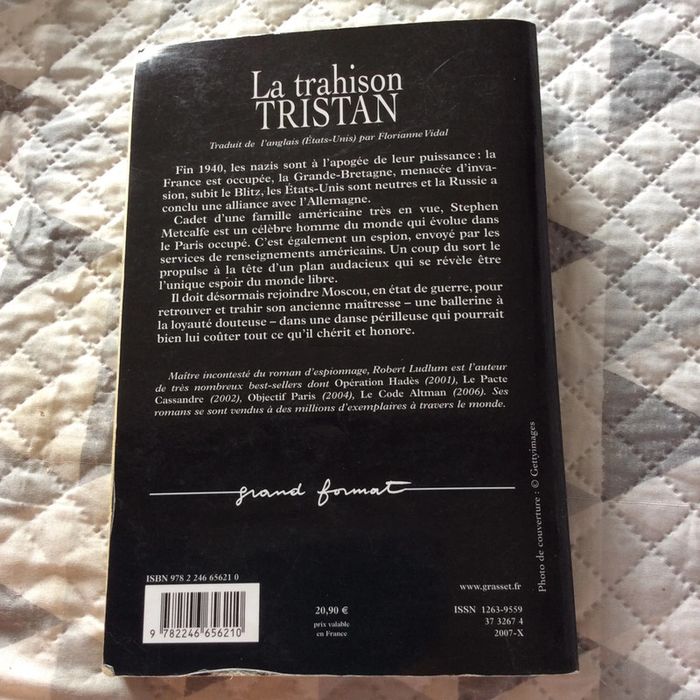 La trahison
TRISTAN
Traduit de l'anglais (États-Unis) par Florianne Vidal
Fin 1940, les nazis sont à l'apogée de leur puissance : la
France est occupée, la Grande-Bretagne, menacée d'inva-
sion, subit le Blitz, les États-Unis sont neutres et la Russie a
conclu une alliance avec l'Allemagne.
Cadet d'une famille américaine très en vue, Stephen
Metcalfe est un célèbre homme du monde qui évolue dans
le Paris occupé. C'est également un espion, envoyé par les
services de renseignements américains. Un coup du sort le
propulse à la tête d'un plan audacieux qui se révèle être
l'unique espoir du monde libre.
Il doit désormais rejoindre Moscou, en état de guerre, pour
retrouver et trahir son ancienne maîtresse – une ballerine à
la loyauté douteuse – dans une danse périlleuse qui pourrait
bien lui coûter tout ce qu'il chérit et honore.
Maître incontesté du roman d'espionnage, Robert Ludlum est l'auteur
de très nombreux best-sellers dont Opération Hadès (2001), Le Pacte
Cassandre (2002), Objectif Paris (2004), Le Code Altman (2006). Ses
romans se sont vendus à des millions d'exemplaires à travers le monde.
grand format
Photo de couverture : © Gettyimages
ISBN 978 2 246 65621 0
9 782246 656210
20,90 €
prix valable
en France
www.grasset.fr
ISSN 1263-9559
37 3267 4
2007-X